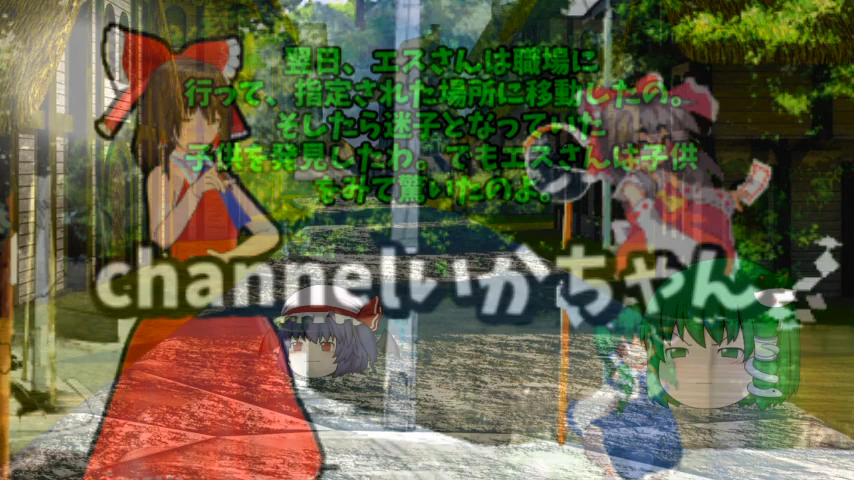 翌日、エスさんは職場に
行って、指定された場所に移動したの。
そしたら迷子となっていた
子供を発見したわ。でもエスさんは子供
をみて驚いたのよ。
channelいかちゃん